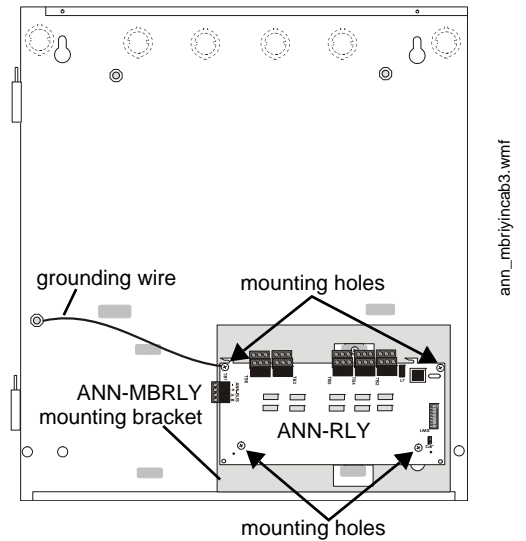 grounding wire
mounting holes
ANN-MBRLY
mounting bracket
ANN-RLY
mounting holes
ann_mbrlyincab3.wmf